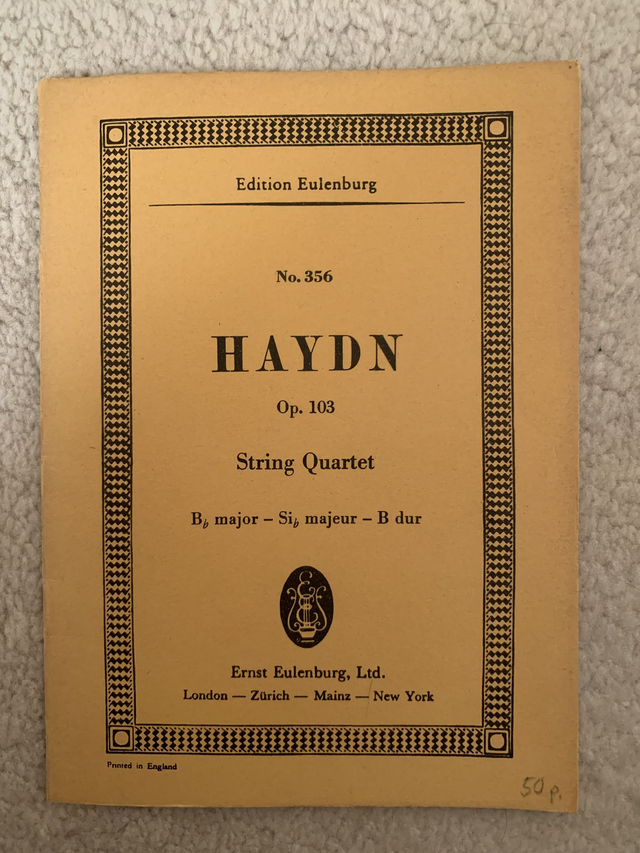 Edition Eulenburg
No. 356
HAYDN
Op. 103
String Quartet
B♭ major – Si♭ majeur – B dur
Ernst Eulenburg, Ltd.
London — Zürich — Mainz — New York
Printed in England
50 p.